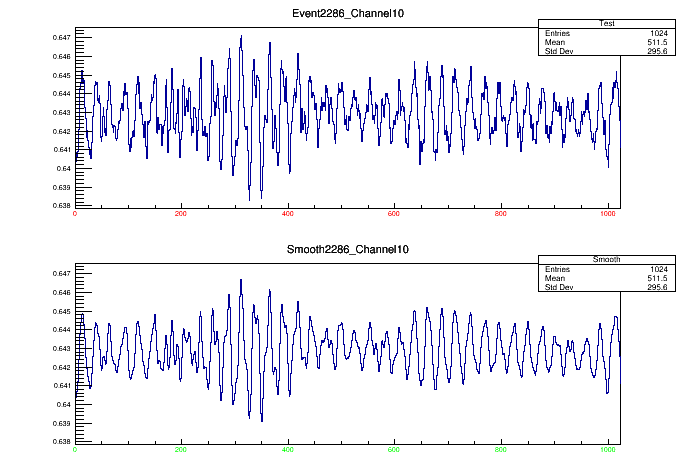 Event2286_Channel10
Test
Entries 1024
Mean 511.5
Std Dev 295.6
0.647
0.646
0.645
0.644
0.643
0.642
0.641
0.64
0.639
0.638
0 200 400 600 800 1000
Smooth2286_Channel10
Smooth
Entries 1024
Mean 511.5
Std Dev 295.6
0.647
0.646
0.645
0.644
0.643
0.642
0.641
0.64
0.639
0.638
0 200 400 600 800 1000